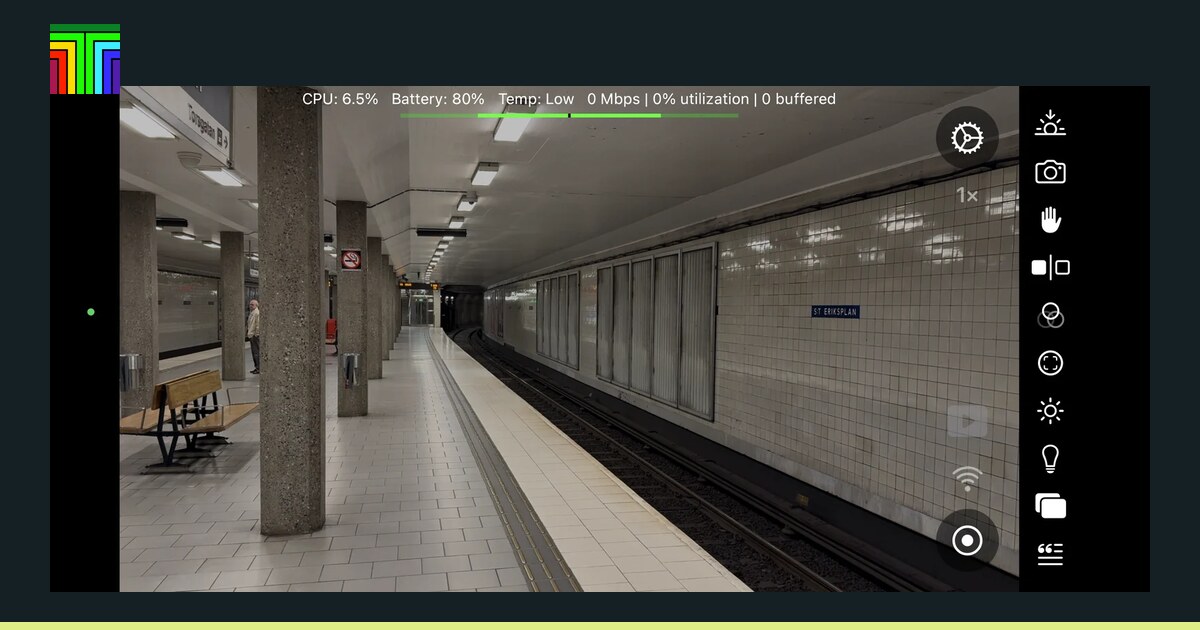 CPU: 6.5% Battery: 80% Temp: Low 0 Mbps | 0% utilization | 0 buffered
Torsgatan
1×
ST ERIKSPLAN